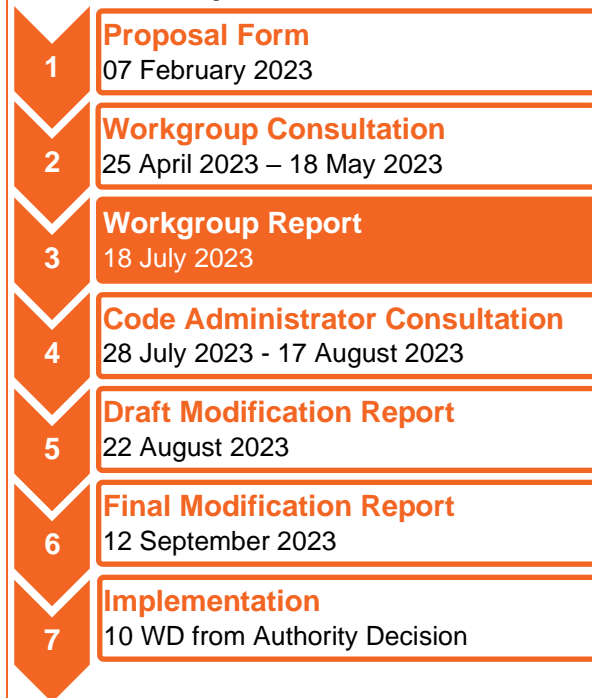 1
Proposal Form
07 February 2023
2
Workgroup Consultation
25 April 2023 – 18 May 2023
3
Workgroup Report
18 July 2023
4
Code Administrator Consultation
28 July 2023 - 17 August 2023
5
Draft Modification Report
22 August 2023
6
Final Modification Report
12 September 2023
7
Implementation
10 WD from Authority Decision